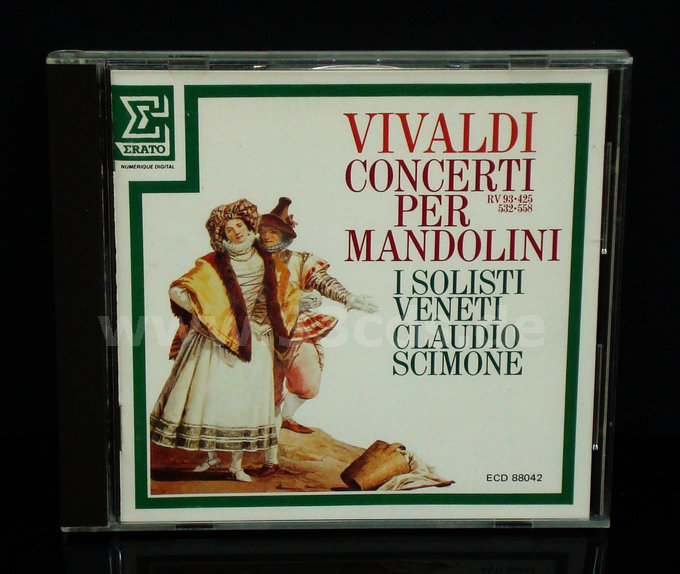 ERATO
NUMERIQUE DIGITAL
VIVALDI
CONCERTI
RV 93-425
532-558
PER
MANDOLINI
I SOLISTI
VENETI
CLAUDIO
SCIMONE
ECD 88042